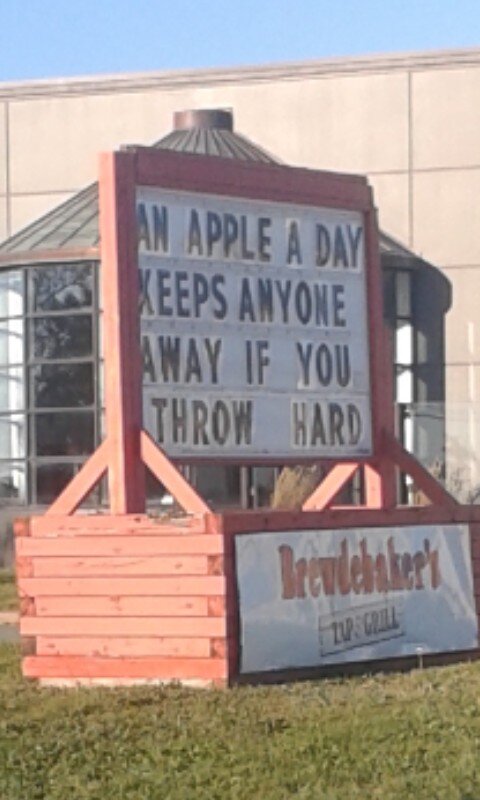 AN APPLE A DAY
KEEPS ANYONE
AWAY IF YOU
THROW HARD
Brewdebaker's
TAP & GRILL